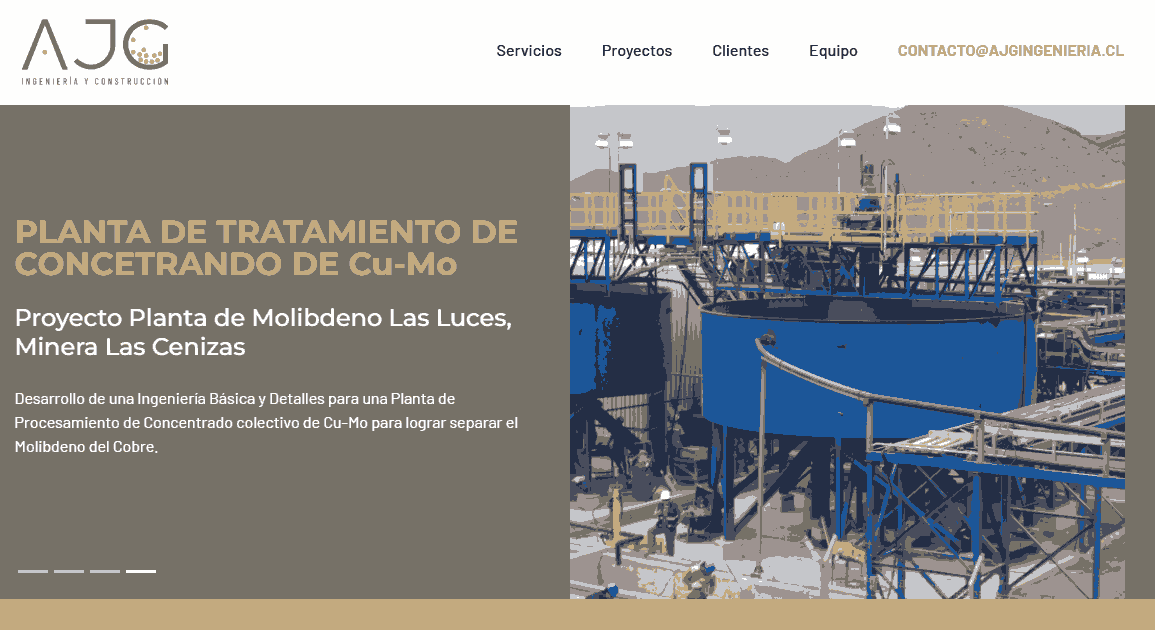 AJG
INGENIERÍA Y CONSTRUCCIÓN
Servicios
Proyectos
Clientes
Equipo
CONTACTO@AJGINGENIERIA.CL
PLANTA DE TRATAMIENTO DE
CONCETRANDO DE Cu-Mo
Proyecto Planta de Molibdeno Las Luces,
Minera Las Cenizas
Desarrollo de una Ingeniería Básica y Detalles para una Planta de
Procesamiento de Concentrado colectivo de Cu-Mo para lograr separar el
Molibdeno del Cobre.